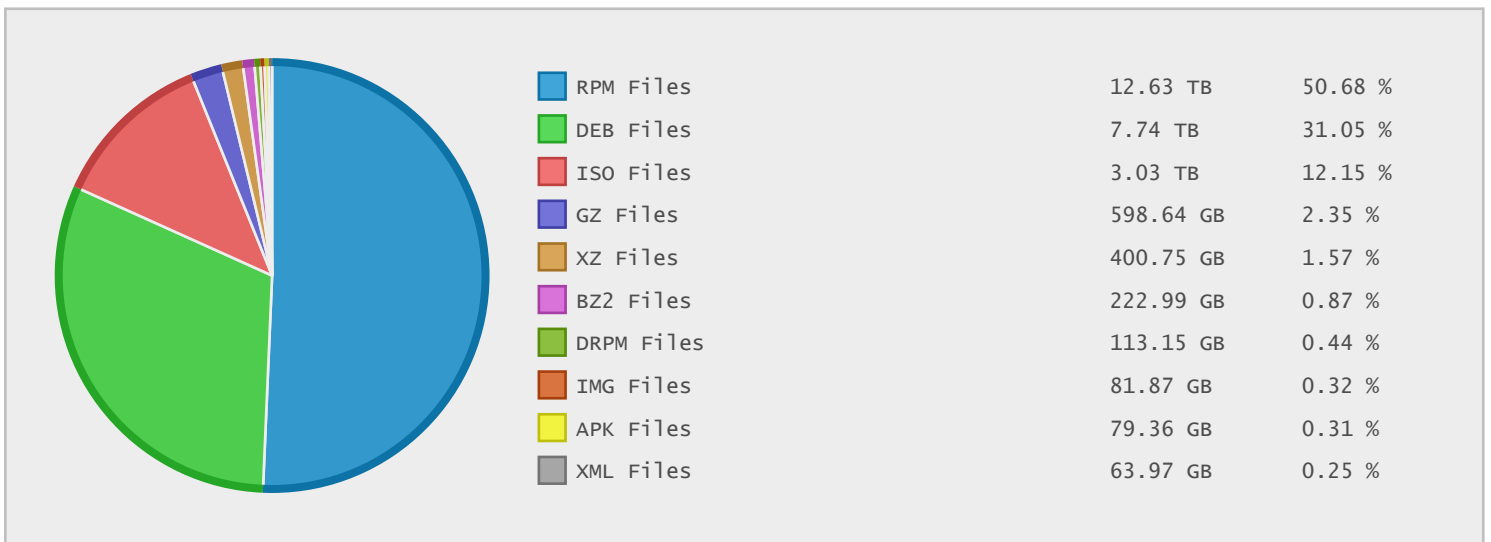 RPM Files 12.63 TB 50.68 %
DEB Files 7.74 TB 31.05 %
ISO Files 3.03 TB 12.15 %
GZ Files 598.64 GB 2.35 %
XZ Files 400.75 GB 1.57 %
BZ2 Files 222.99 GB 0.87 %
DRPM Files 113.15 GB 0.44 %
IMG Files 81.87 GB 0.32 %
APK Files 79.36 GB 0.31 %
XML Files 63.97 GB 0.25 %